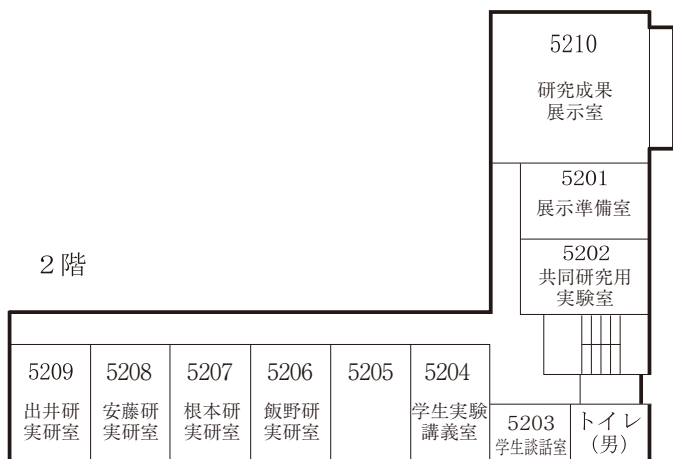 5210
研究成果
展示室
5201
展示準備室
5202
共同研究用
実験室
2階
5209
出井研
実研室
5208
安藤研
実研室
5207
根本研
実研室
5206
飯野研
実研室
5205
5204
学生実験
講義室
5203
学生談話室
トイレ
(男)